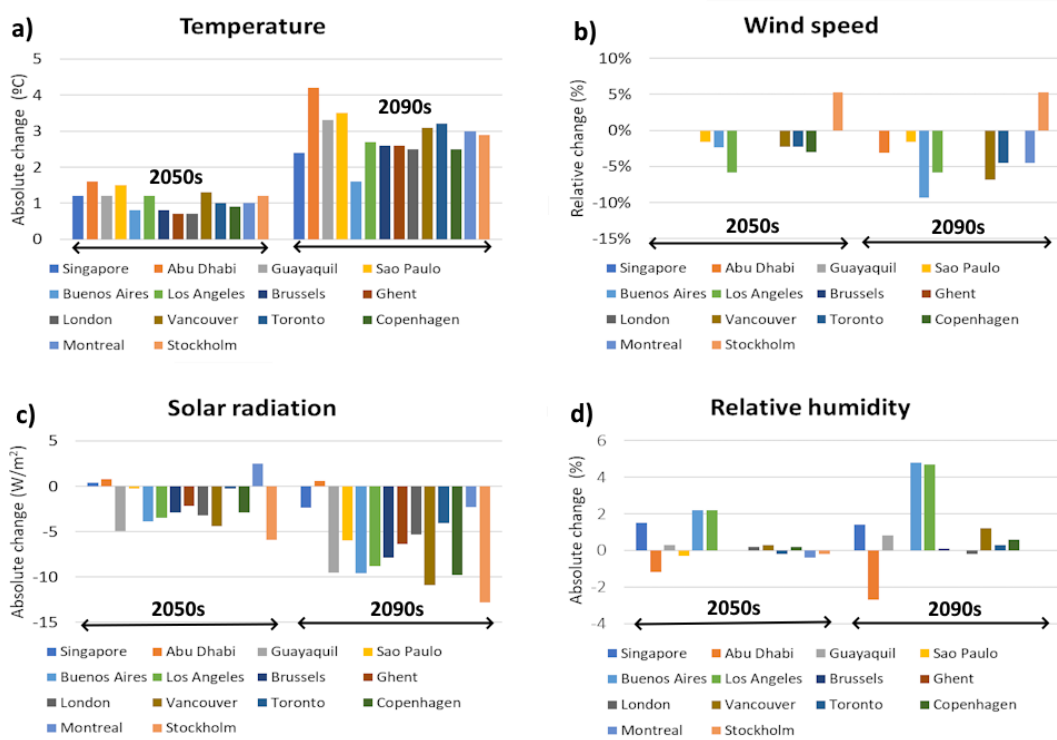 a)
Temperature
Absolute change (ºC)
5
4
3
2
1
0
2050s
2090s
Singapore Abu Dhabi Guayaquil Sao Paulo
Buenos Aires Los Angeles Brussels Ghent
London Vancouver Toronto Copenhagen
Montreal Stockholm
b)
Wind speed
Relative change (%)
10%
5%
0%
-5%
-10%
-15%
2050s
2090s
Singapore Abu Dhabi Guayaquil Sao Paulo
Buenos Aires Los Angeles Brussels Ghent
London Vancouver Toronto Copenhagen
Montreal Stockholm
c)
Solar radiation
Absolute change (W/m²)
5
0
-5
-10
-15
2050s
2090s
Singapore Abu Dhabi Guayaquil Sao Paulo
Buenos Aires Los Angeles Brussels Ghent
London Vancouver Toronto Copenhagen
Montreal Stockholm
d)
Relative humidity
Absolute change (%)
6
4
2
0
-2
-4
2050s
2090s
Singapore Abu Dhabi Guayaquil Sao Paulo
Buenos Aires Los Angeles Brussels Ghent
London Vancouver Toronto Copenhagen
Montreal Stockholm